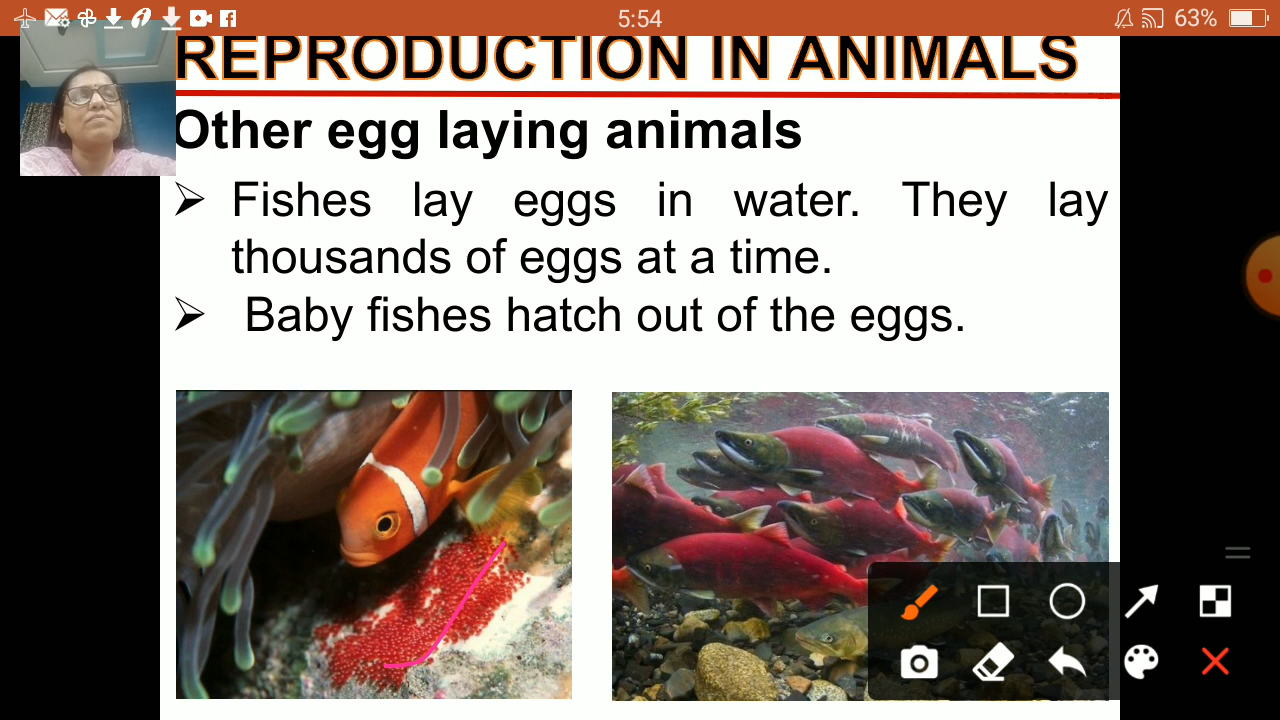 5:54
63%
REPRODUCTION IN ANIMALS
Other egg laying animals
➢ Fishes lay eggs in water. They lay
thousands of eggs at a time.
➢ Baby fishes hatch out of the eggs.